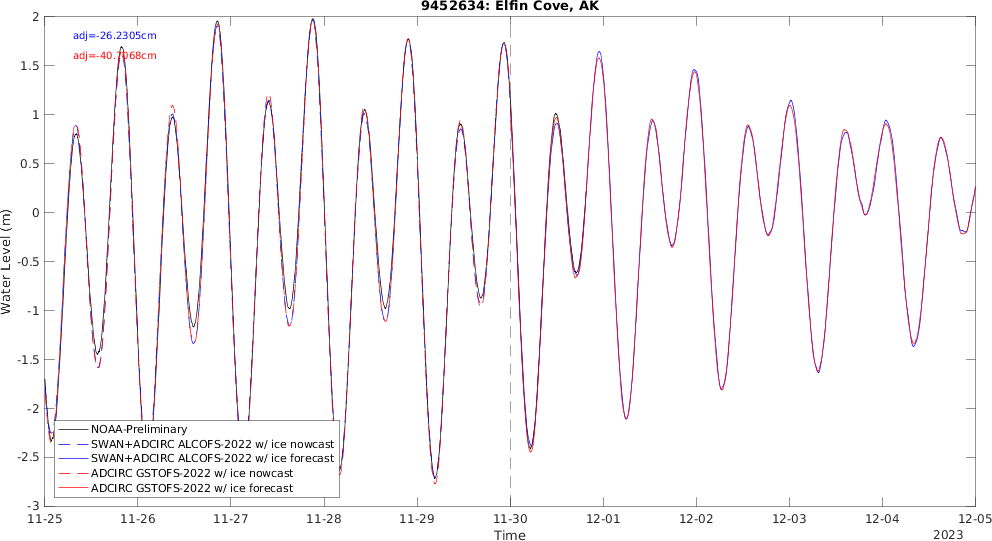 9452634: Elfin Cove, AK
adj=-26.2305cm
adj=-40.7068cm
Water Level (m)
2
1.5
1
0.5
0
-0.5
-1
-1.5
-2
-2.5
-3
NOAA-Preliminary
SWAN+ADCIRC ALCOFS-2022 w/ ice nowcast
SWAN+ADCIRC ALCOFS-2022 w/ ice forecast
ADCIRC GSTOFS-2022 w/ ice nowcast
ADCIRC GSTOFS-2022 w/ ice forecast
11-25 11-26 11-27 11-28 11-29 11-30 12-01 12-02 12-03 12-04 12-05
Time
2023